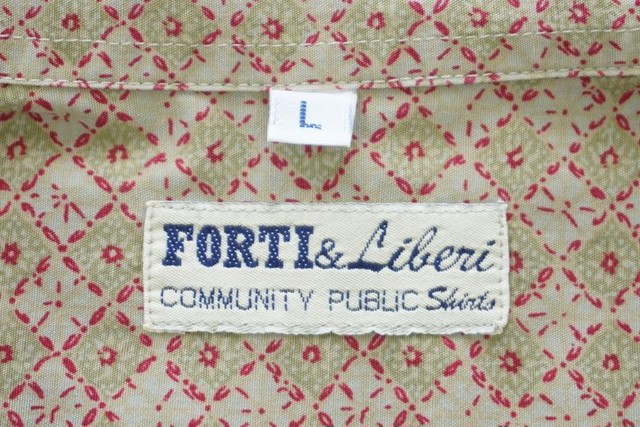 L
FORTI & Liberi
COMMUNITY PUBLIC Shirts